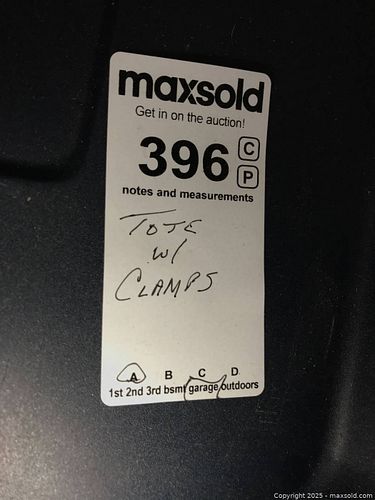 maxsold
Get in on the auction!
396 C
P
notes and measurements
TOTE
w/
CLAMPS
A B C D
1st 2nd 3rd bsmt garage outdoors
Copyright 2025 - maxsold.com